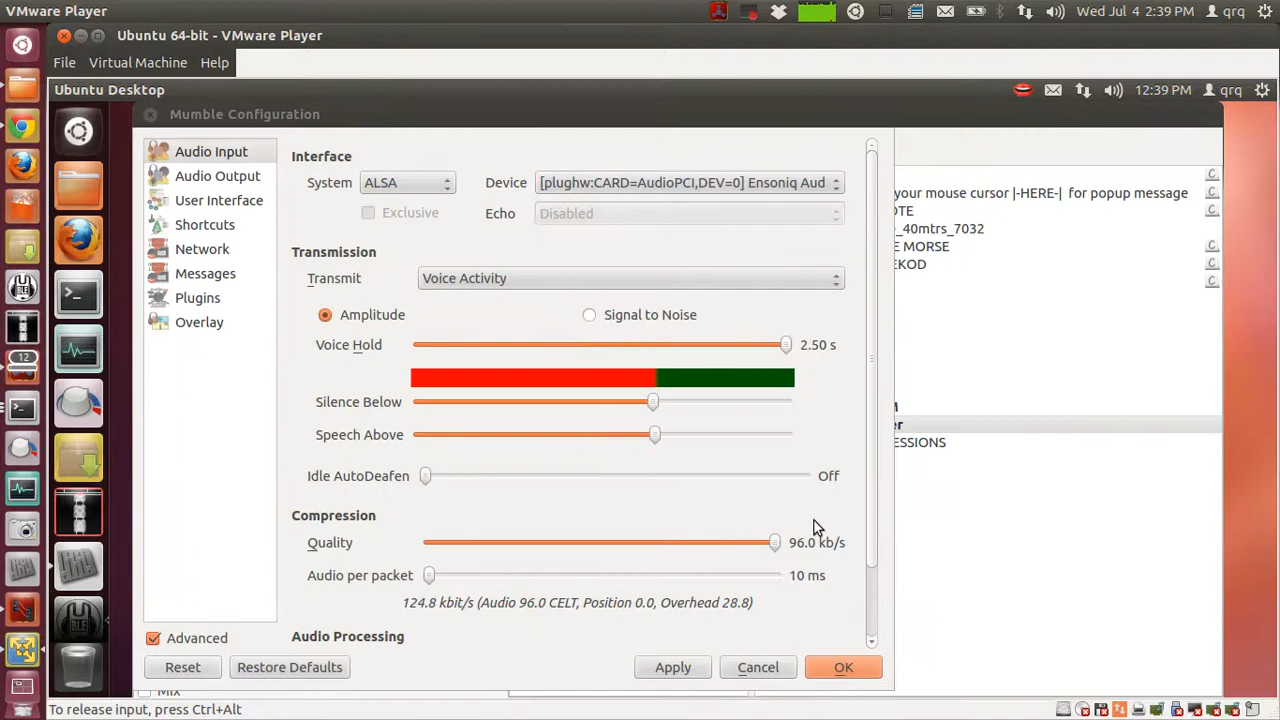 VMware Player
Wed Jul 4 2:39 PM
qrq
Ubuntu 64-bit - VMware Player
File Virtual Machine Help
Ubuntu Desktop
12:39 PM
qrq
Mumble Configuration
Audio Input
Audio Output
User Interface
Shortcuts
Network
Messages
Plugins
Overlay
Advanced
Interface
System ALSA Device [plughw:CARD=AudioPCI,DEV=0] Ensoniq Aud
Exclusive Echo Disabled
Transmission
Transmit Voice Activity
Amplitude Signal to Noise
Voice Hold 2.50 s
Silence Below
Speech Above
Idle AutoDeafen Off
Compression
Quality 96.0 kb/s
Audio per packet 10 ms
124.8 kbit/s (Audio 96.0 CELT, Position 0.0, Overhead 28.8)
Audio Processing
Reset Restore Defaults Apply Cancel OK
your mouse cursor |-HERE-| for popup message
OTE
_40mtrs_7032
E MORSE
EKOD
er
ESSIONS
12
BLE
BLE
C
C
C
C
C
Mix
To release input, press Ctrl+Alt